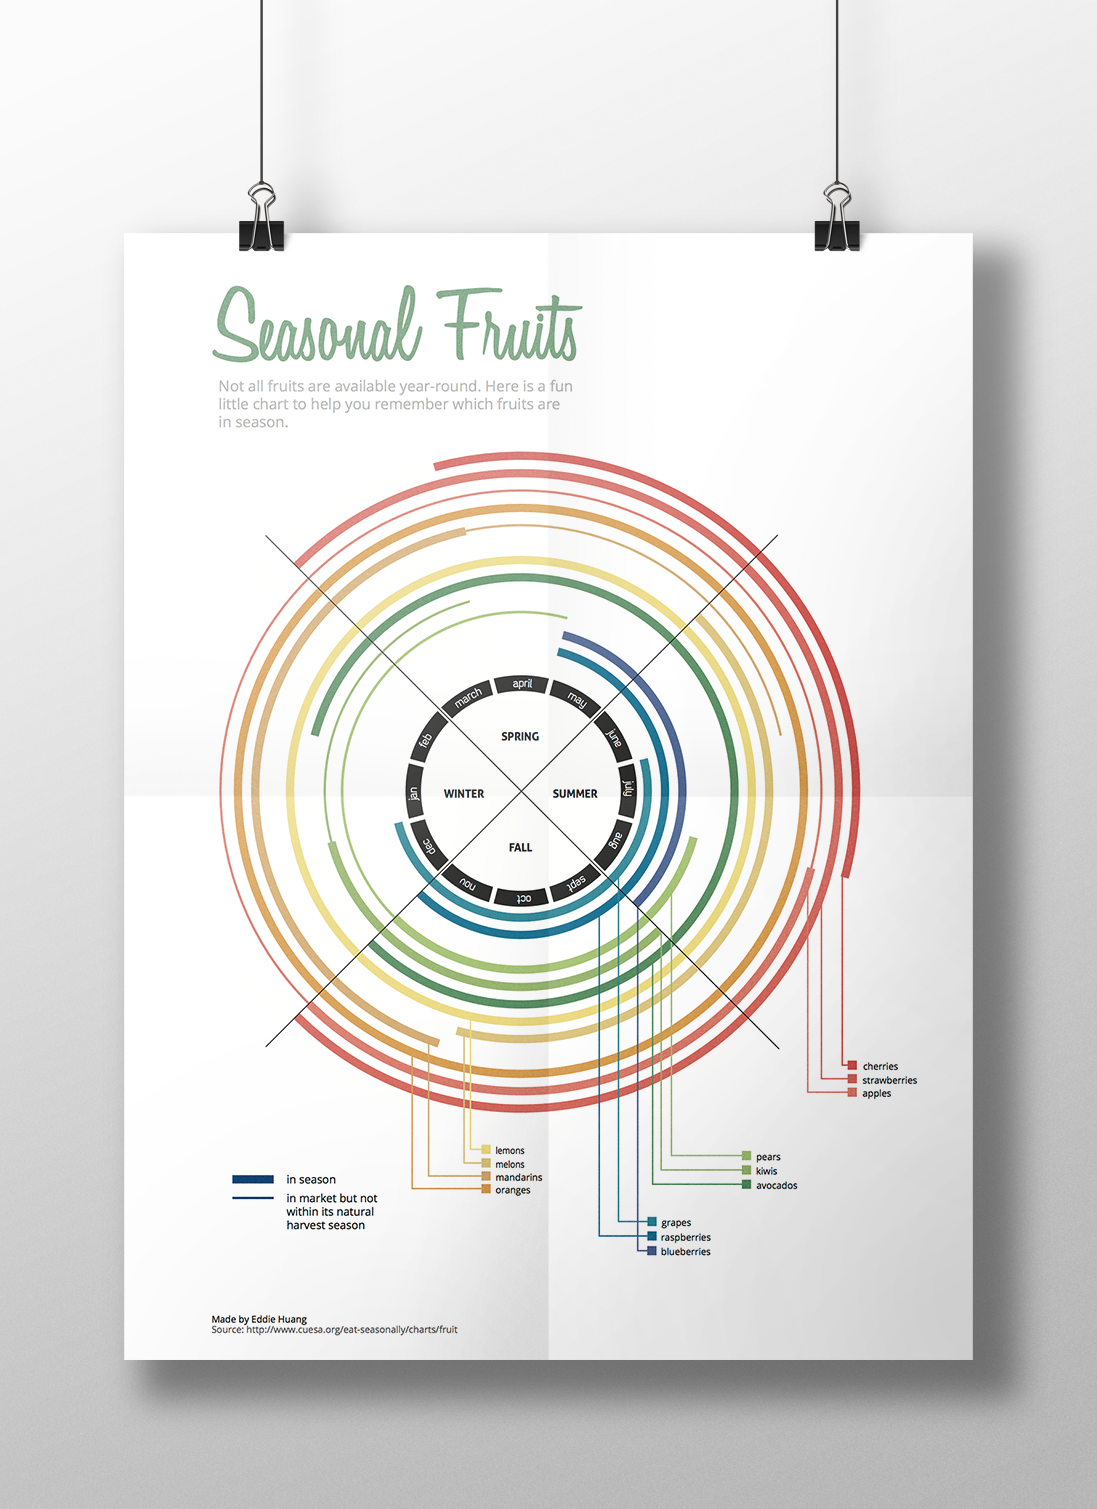 Seasonal Fruits
Not all fruits are available year-round. Here is a fun
little chart to help you remember which fruits are
in season.
april
march
may
feb
june
SPRING
jan
WINTER
SUMMER
july
dec
FALL
aug
nov
oct
sept
cherries
strawberries
apples
lemons
melons
mandarins
oranges
pears
kiwis
avocados
in season
in market but not
within its natural
harvest season
grapes
raspberries
blueberries
Made by Eddie Huang
Source: http://www.cuesa.org/eat-seasonally/charts/fruit